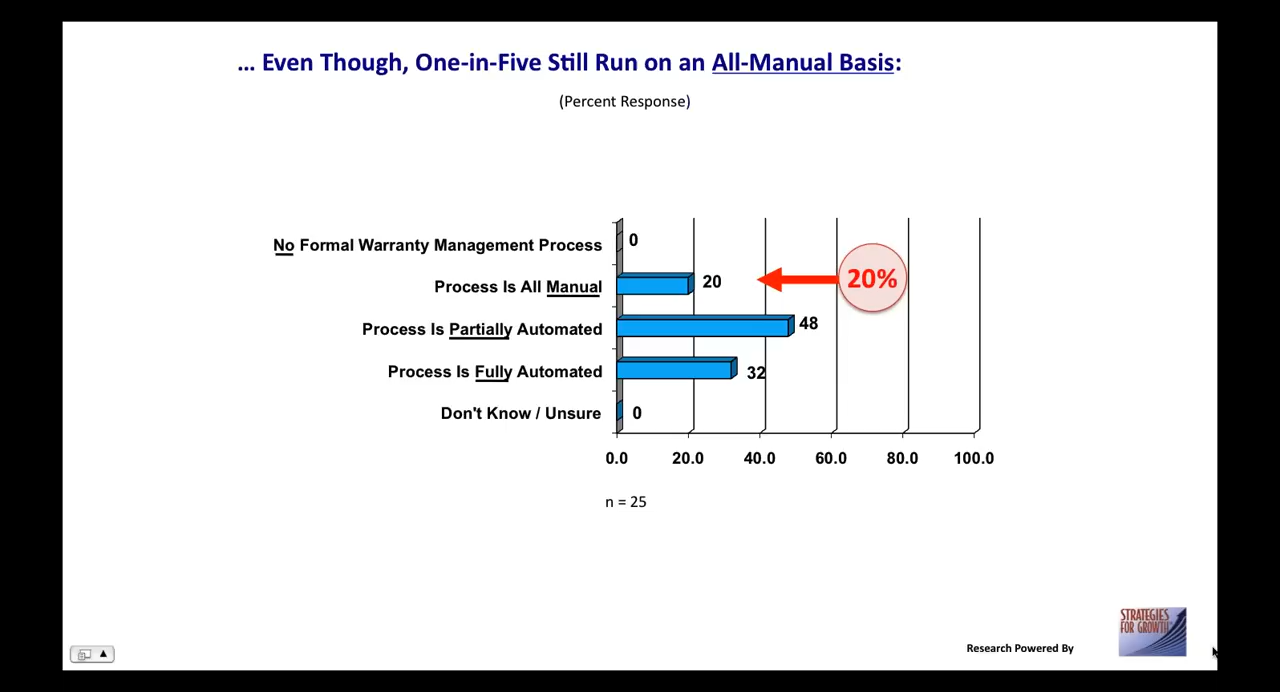 ... Even Though, One-in-Five Still Run on an All-Manual Basis:
(Percent Response)
No Formal Warranty Management Process
0
Process Is All Manual
20
20%
Process Is Partially Automated
48
Process Is Fully Automated
32
Don't Know / Unsure
0
0.0 20.0 40.0 60.0 80.0 100.0
n = 25
STRATEGIES
FOR GROWTH
Research Powered By